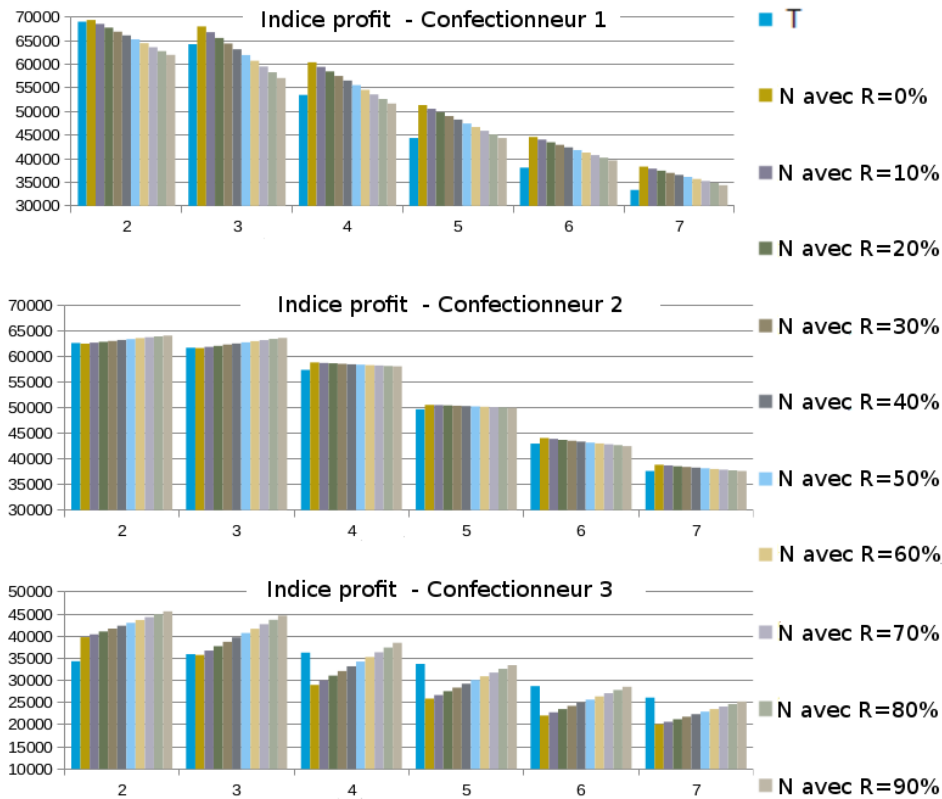 Indice profit - Confectionneur 1
70000
65000
60000
55000
50000
45000
40000
35000
30000
2 3 4 5 6 7
Indice profit - Confectionneur 2
70000
65000
60000
55000
50000
45000
40000
35000
30000
2 3 4 5 6 7
Indice profit - Confectionneur 3
50000
45000
40000
35000
30000
25000
20000
15000
10000
2 3 4 5 6 7
T
N avec R=0%
N avec R=10%
N avec R=20%
N avec R=30%
N avec R=40%
N avec R=50%
N avec R=60%
N avec R=70%
N avec R=80%
N avec R=90%